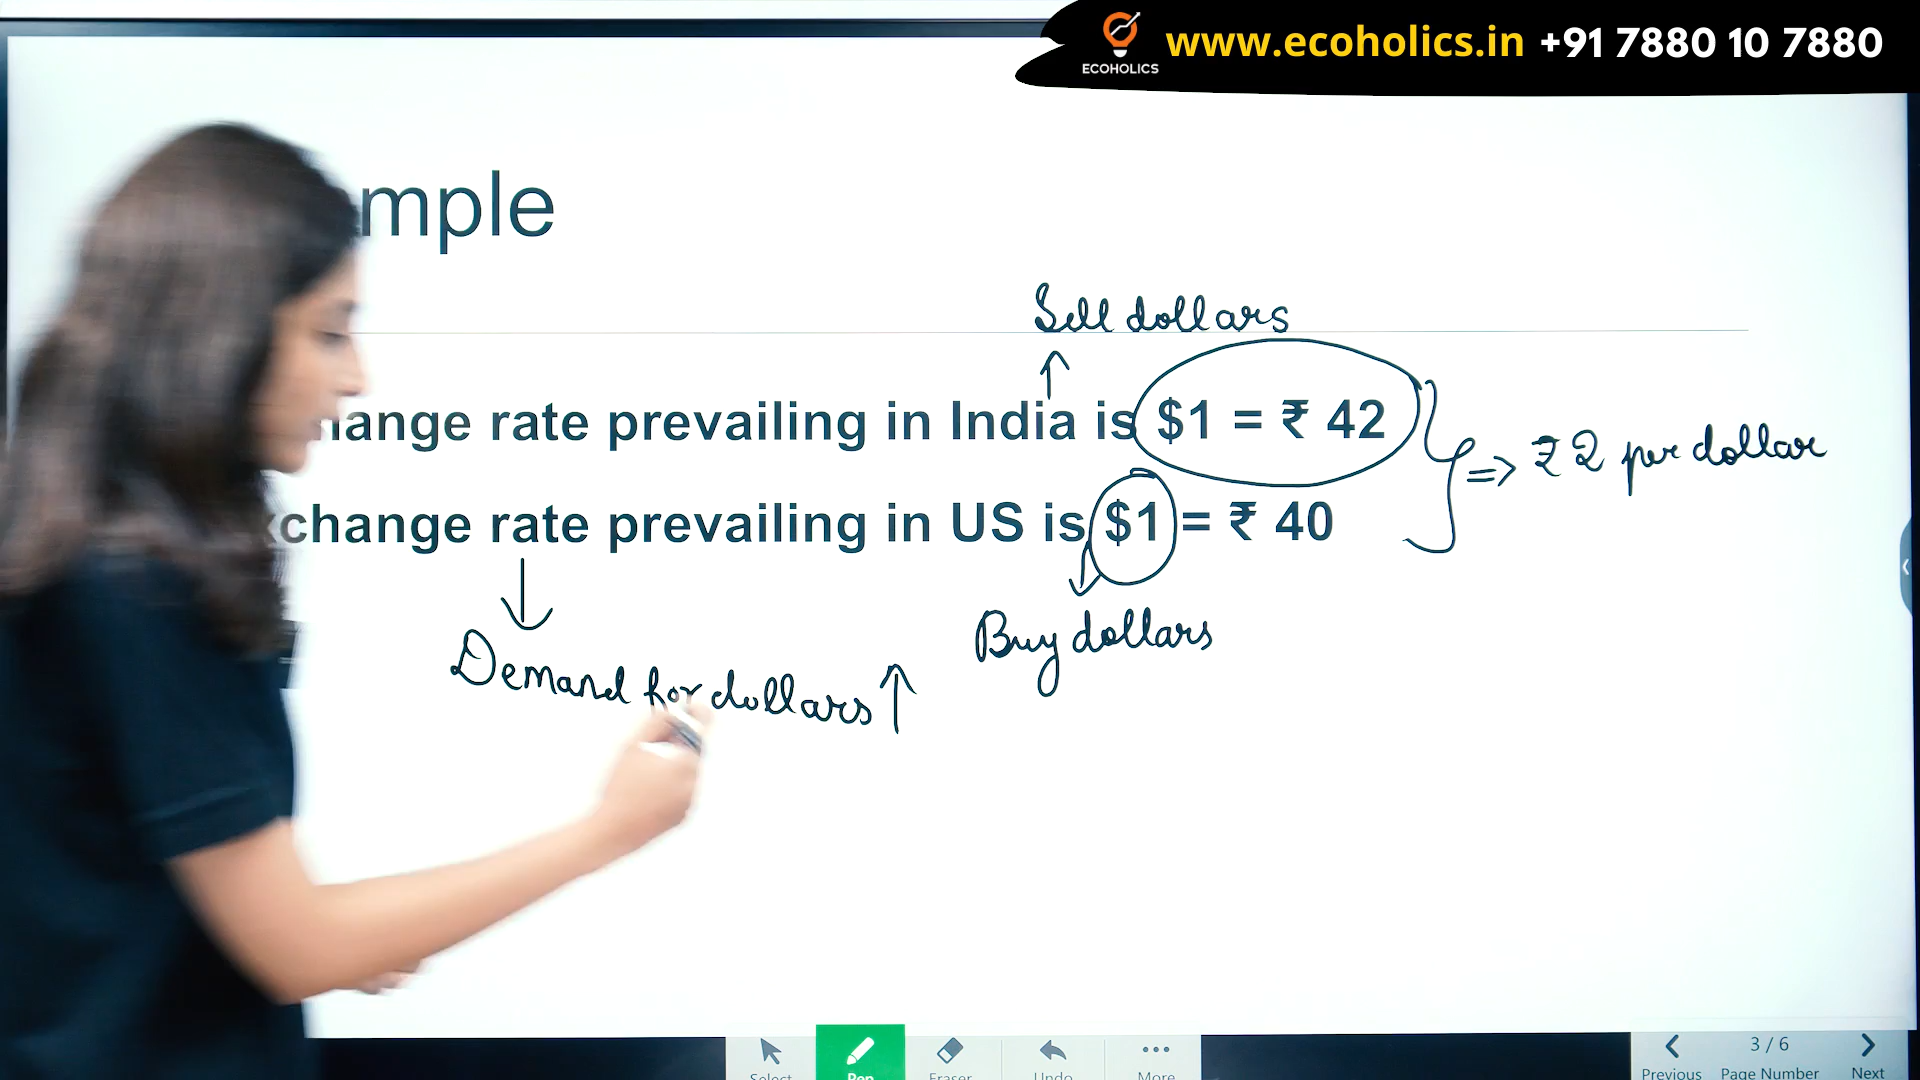 www.ecoholics.in +91 7880 10 7880
ECOHOLICS
mple
Sell dollars
↑
hange rate prevailing in India is $1 = ₹ 42
=> ₹2 per dollar
xchange rate prevailing in US is $1 = ₹ 40
Buy dollars
Demand for dollars ↑
Select Pen Eraser Undo More
3 / 6
Previous Page Number Next